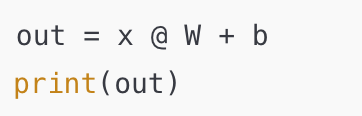 out = x @ W + b
print(out)